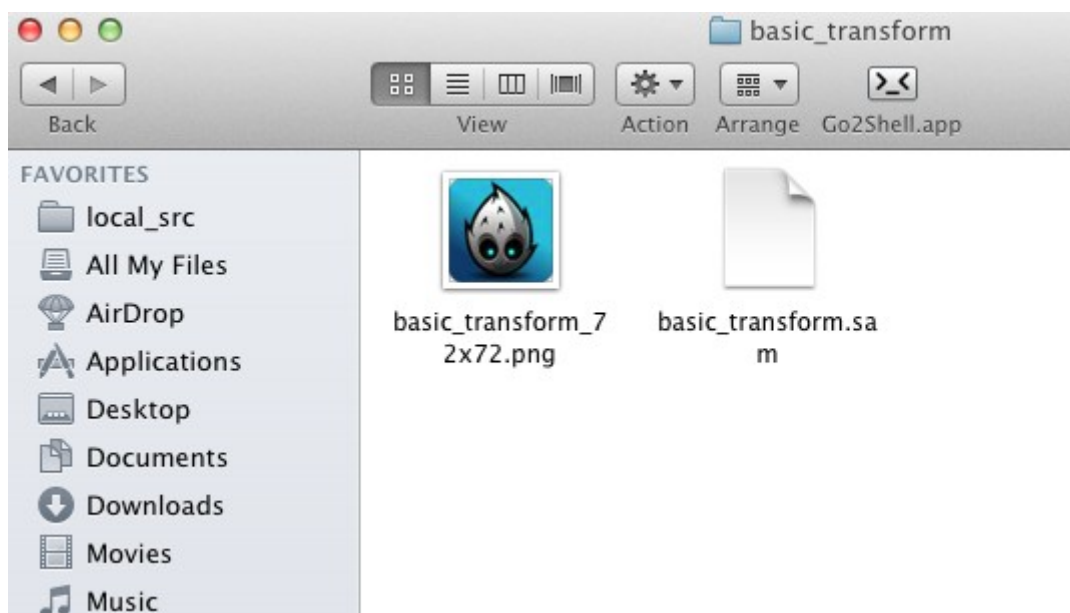 basic_transform
Back
View
Action
Arrange
Go2Shell.app
FAVORITES
local_src
All My Files
AirDrop
Applications
Desktop
Documents
Downloads
Movies
Music
basic_transform_7
2x72.png
basic_transform.sa
m